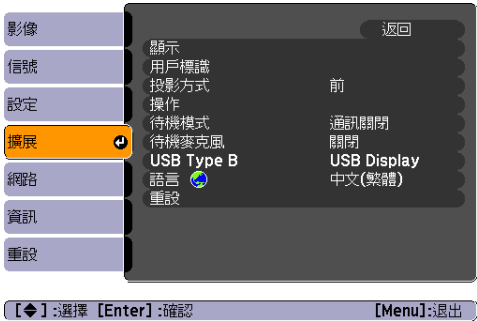 影像
信號
設定
擴展
網路
資訊
重設
返回
顯示
用戶標識
投影方式 前
操作
待機模式 通訊關閉
待機麥克風 關閉
USB Type B USB Display
語言 中文(繁體)
重設
[◆]:選擇 [Enter]:確認 [Menu]:退出